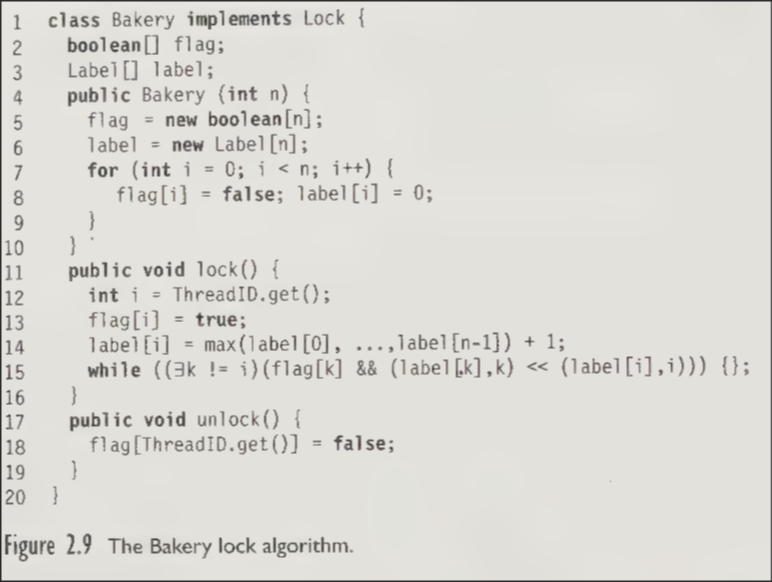 1 class Bakery implements Lock {
2 boolean[] flag;
3 Label[] label;
4 public Bakery (int n) {
5 flag = new boolean[n];
6 label = new Label[n];
7 for (int i = 0; i < n; i++) {
8 flag[i] = false; label[i] = 0;
9 }
10 }
11 public void lock() {
12 int i = ThreadID.get();
13 flag[i] = true;
14 label[i] = max(label[0], ...,label[n-1]) + 1;
15 while ((∃k != i)(flag[k] && (label[k],k) << (label[i],i))) {};
16 }
17 public void unlock() {
18 flag[ThreadID.get()] = false;
19 }
20 }
Figure 2.9 The Bakery lock algorithm.